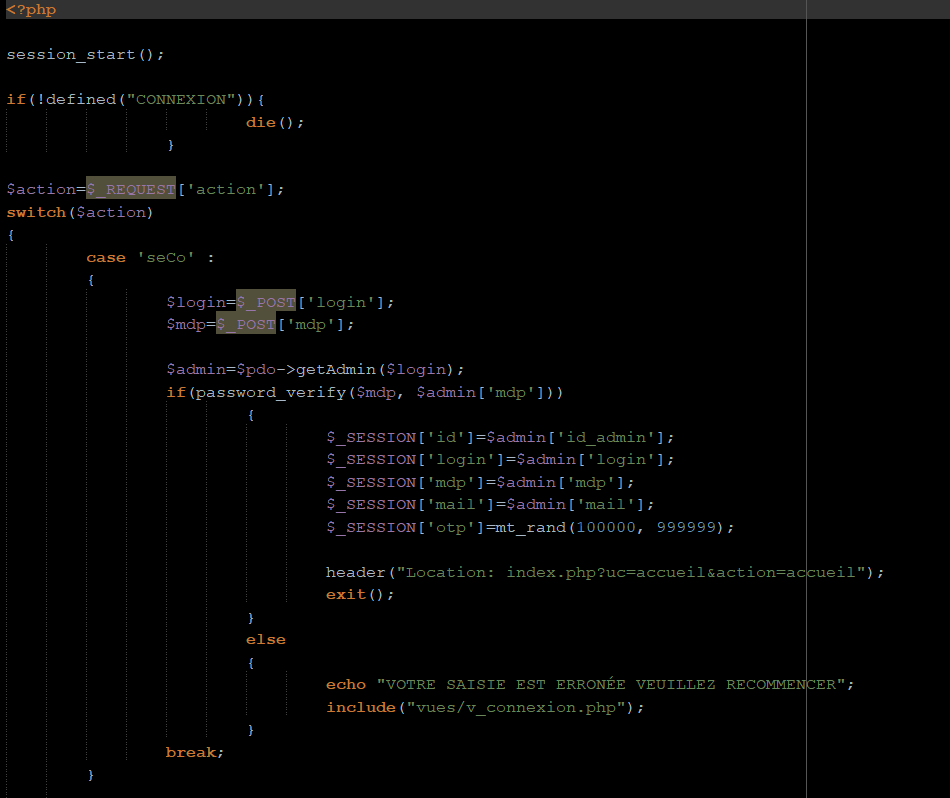 <?php
session_start();
if(!defined("CONNEXION")){
die();
}
$action=$_REQUEST['action'];
switch($action)
{
case 'seCo' :
{
$login=$_POST['login'];
$mdp=$_POST['mdp'];
$admin=$pdo->getAdmin($login);
if(password_verify($mdp, $admin['mdp']))
{
$_SESSION['id']=$admin['id_admin'];
$_SESSION['login']=$admin['login'];
$_SESSION['mdp']=$admin['mdp'];
$_SESSION['mail']=$admin['mail'];
$_SESSION['otp']=mt_rand(100000, 999999);
header("Location: index.php?uc=accueil&action=accueil");
exit();
}
else
{
echo "VOTRE SAISIE EST ERRONÉE VEUILLEZ RECOMMENCER";
include("vues/v_connexion.php");
}
break;
}